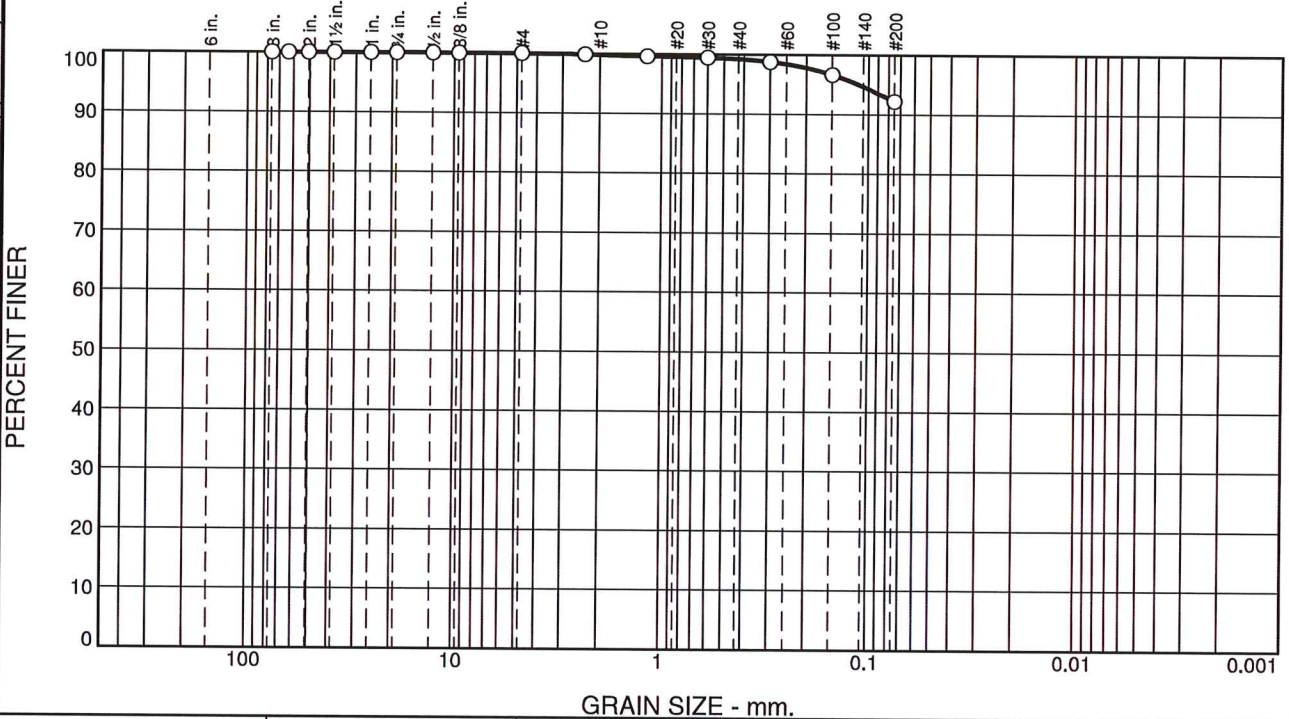 6 in.
3 in.
2 in.
1½ in.
1 in.
¾ in.
½ in.
3/8 in.
#4
#10
#20
#30
#40
#60
#100
#140
#200
100
90
80
70
60
50
40
30
20
10
0
PERCENT FINER
100
10
1
0.1
0.01
0.001
GRAIN SIZE - mm.